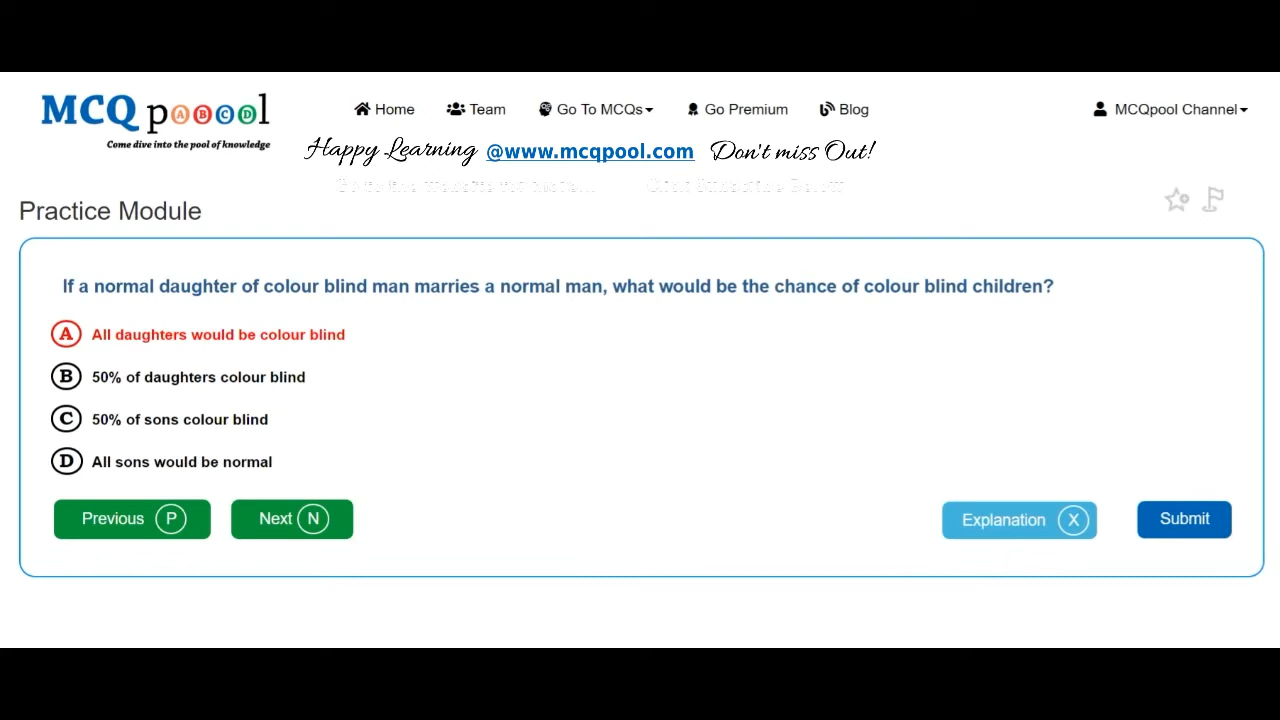 MCQ pABCDl
Come dive into the pool of knowledge
Home Team Go To MCQs Go Premium Blog MCQpool Channel
Happy Learning @www.mcqpool.com Don't miss Out!
Practice Module
If a normal daughter of colour blind man marries a normal man, what would be the chance of colour blind children?
A All daughters would be colour blind
B 50% of daughters colour blind
C 50% of sons colour blind
D All sons would be normal
Previous P Next N Explanation X Submit